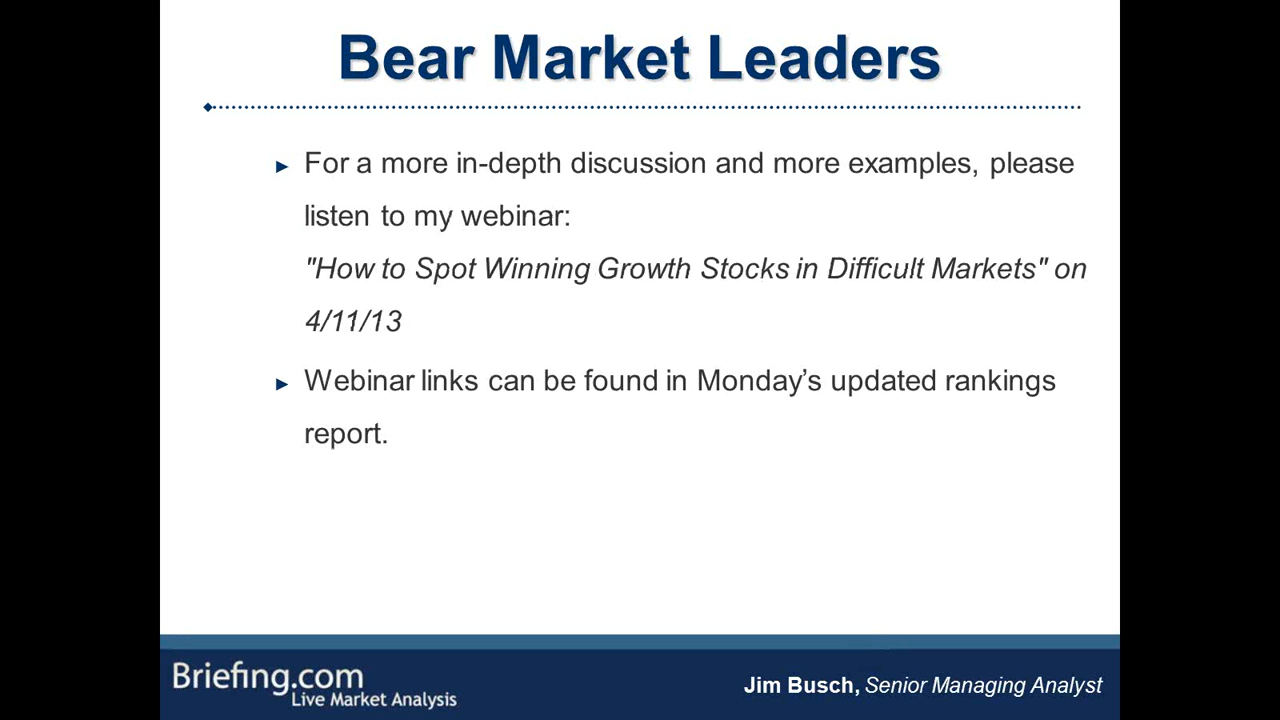 Bear Market Leaders
► For a more in-depth discussion and more examples, please
listen to my webinar:
"How to Spot Winning Growth Stocks in Difficult Markets" on
4/11/13
► Webinar links can be found in Monday’s updated rankings
report.
Briefing.com
Live Market Analysis
Jim Busch, Senior Managing Analyst